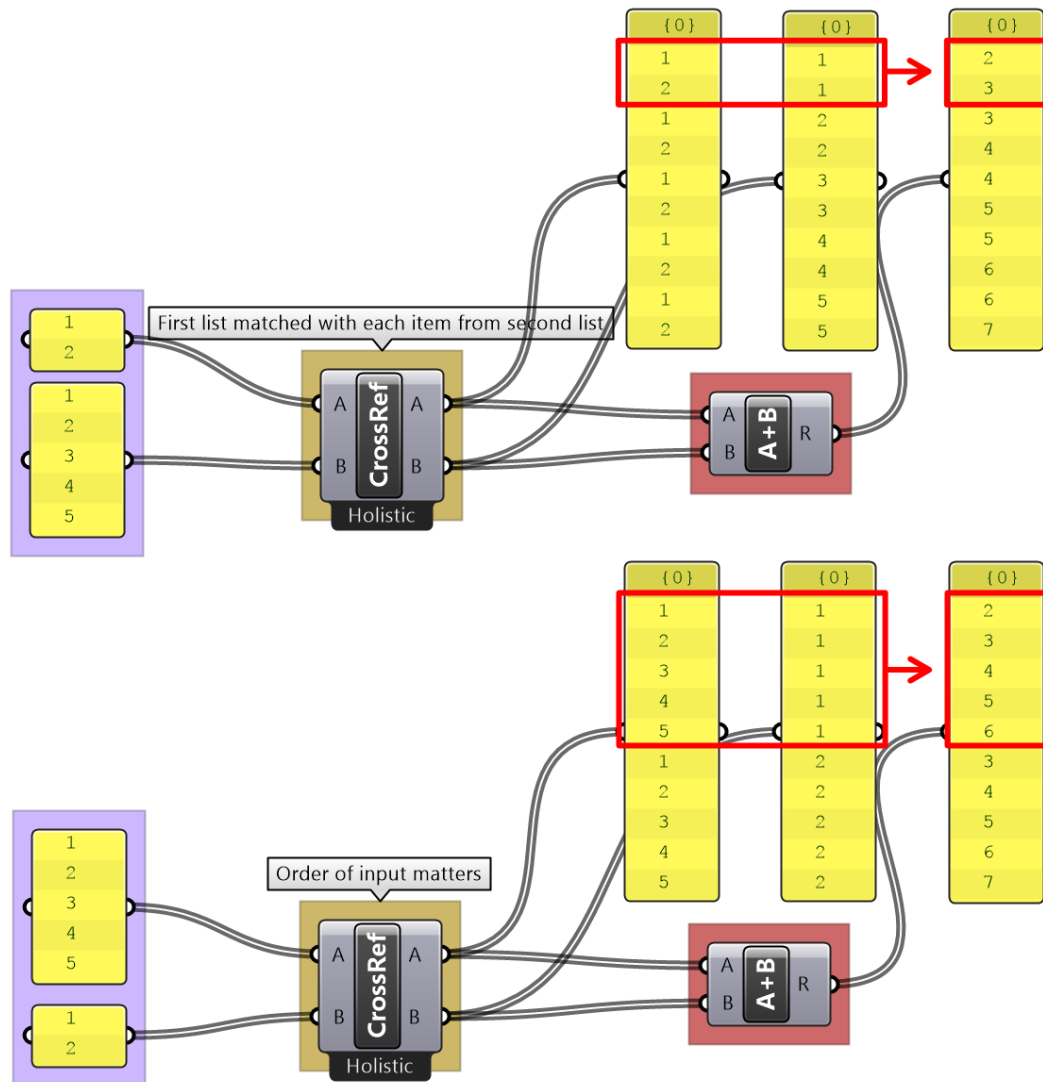 {0} {0} {0}
1 1 2
2 1 3
1 2 3
2 2 4
1 3 4
2 3 5
1 4 5
2 4 6
1 5 6
2 5 7
1
2
First list matched with each item from second list
1
2
3
4
5
A A
CrossRef
B B
Holistic
A
A+B
R
B
{0} {0} {0}
1 1 2
2 1 3
3 1 4
4 1 5
5 1 6
1 2 3
2 2 4
3 2 5
4 2 6
5 2 7
1
2
3
4
5
Order of input matters
A A
CrossRef
B B
Holistic
A
A+B
R
B
1
2